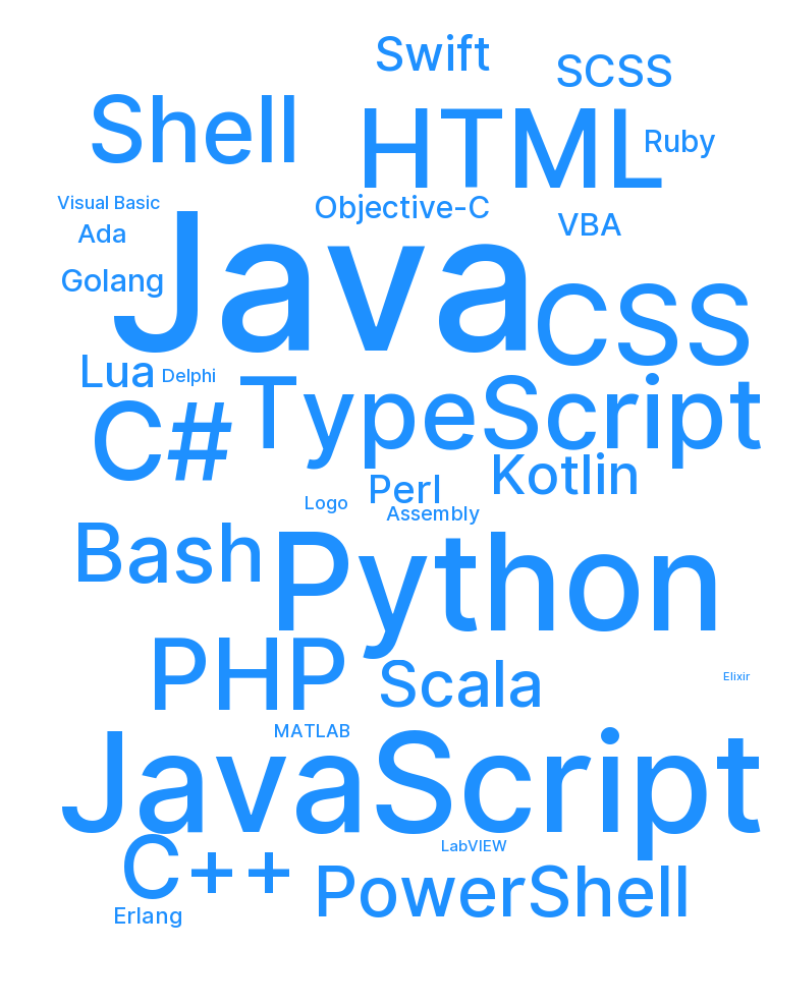 Swift
SCSS
Shell
HTML
Ruby
Visual Basic
Objective-C
Ada
VBA
Golang
Java
CSS
Lua
Delphi
TypeScript
C#
Kotlin
Perl
Logo
Assembly
Bash
Python
PHP
Scala
Elixir
MATLAB
JavaScript
LabVIEW
C++
PowerShell
Erlang